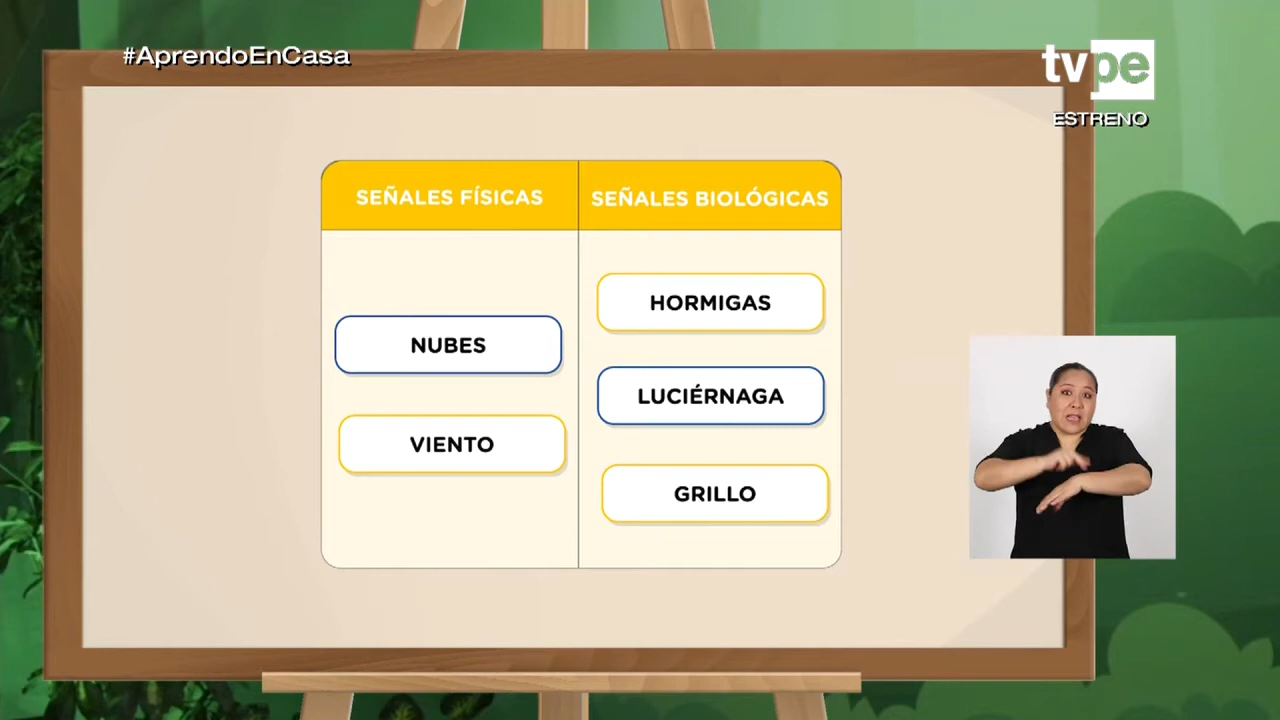 #AprendoEnCasa
tvpe
ESTRENO
SEÑALES FÍSICAS
SEÑALES BIOLÓGICAS
NUBES
VIENTO
HORMIGAS
LUCIÉRNAGA
GRILLO